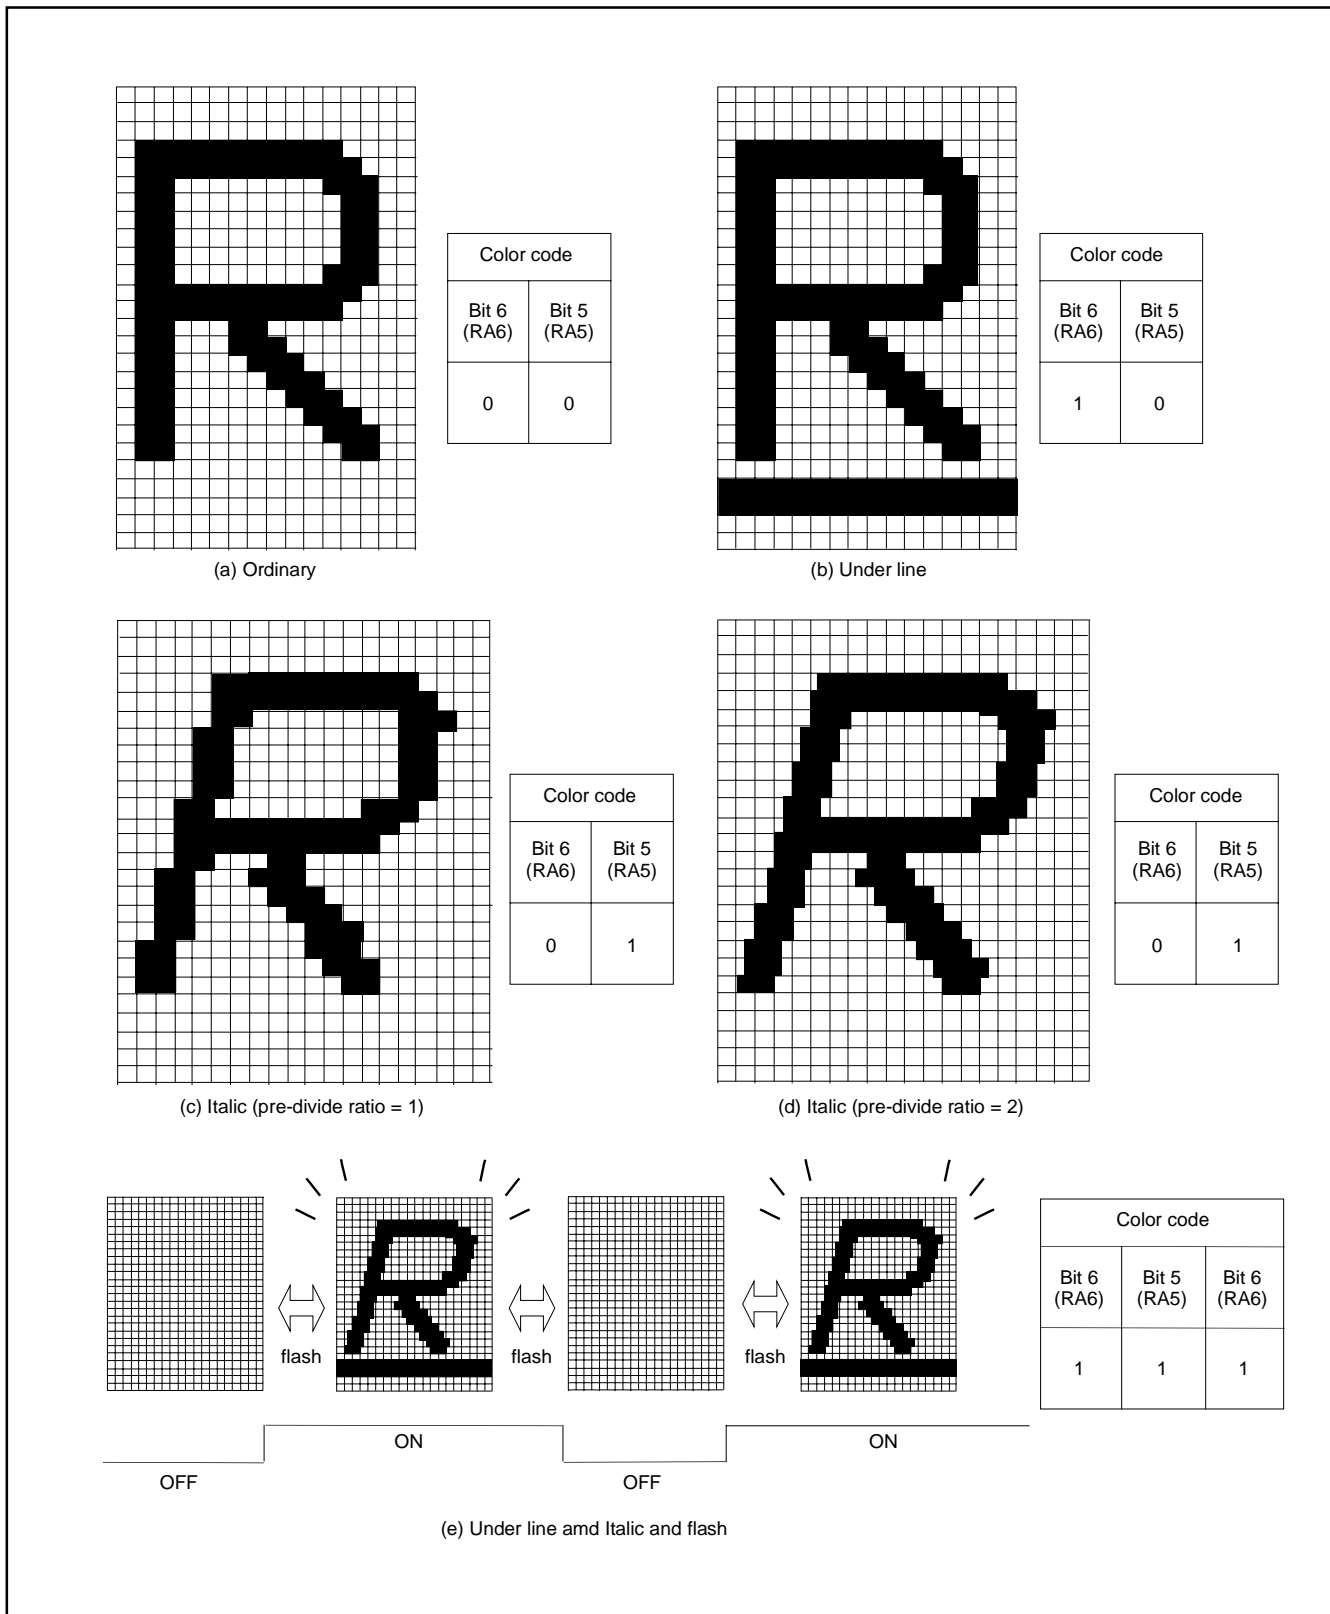 Color code
Bit 6 (RA6)
Bit 5 (RA5)
0
0
(a) Ordinary
Color code
Bit 6 (RA6)
Bit 5 (RA5)
1
0
(b) Under line
Color code
Bit 6 (RA6)
Bit 5 (RA5)
0
1
(c) Italic (pre-divide ratio = 1)
Color code
Bit 6 (RA6)
Bit 5 (RA5)
0
1
(d) Italic (pre-divide ratio = 2)
flash
flash
flash
Color code
Bit 6 (RA6)
Bit 5 (RA5)
Bit 6 (RA6)
1
1
1
OFF
ON
OFF
ON
(e) Under line amd Italic and flash